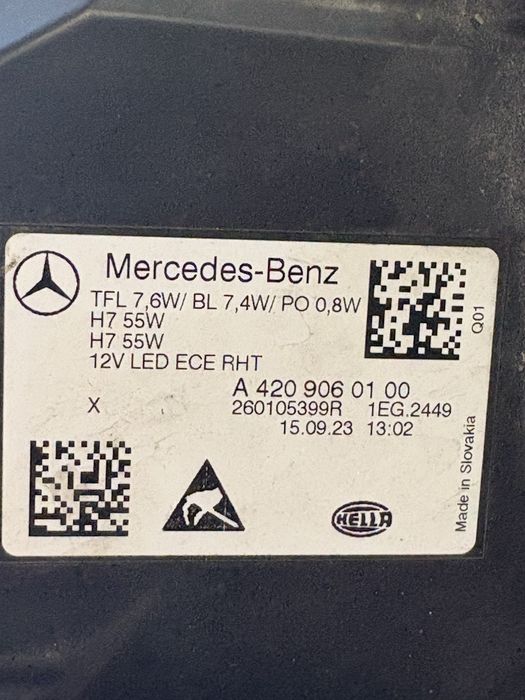 Mercedes-Benz
TFL 7,6W/ BL 7,4W/ PO 0,8W
H7 55W
H7 55W
12V LED ECE RHT
A 420 906 01 00
X
260105399R 1EG.2449
15.09.23 13:02
HELLA
Q01
Made in Slovakia